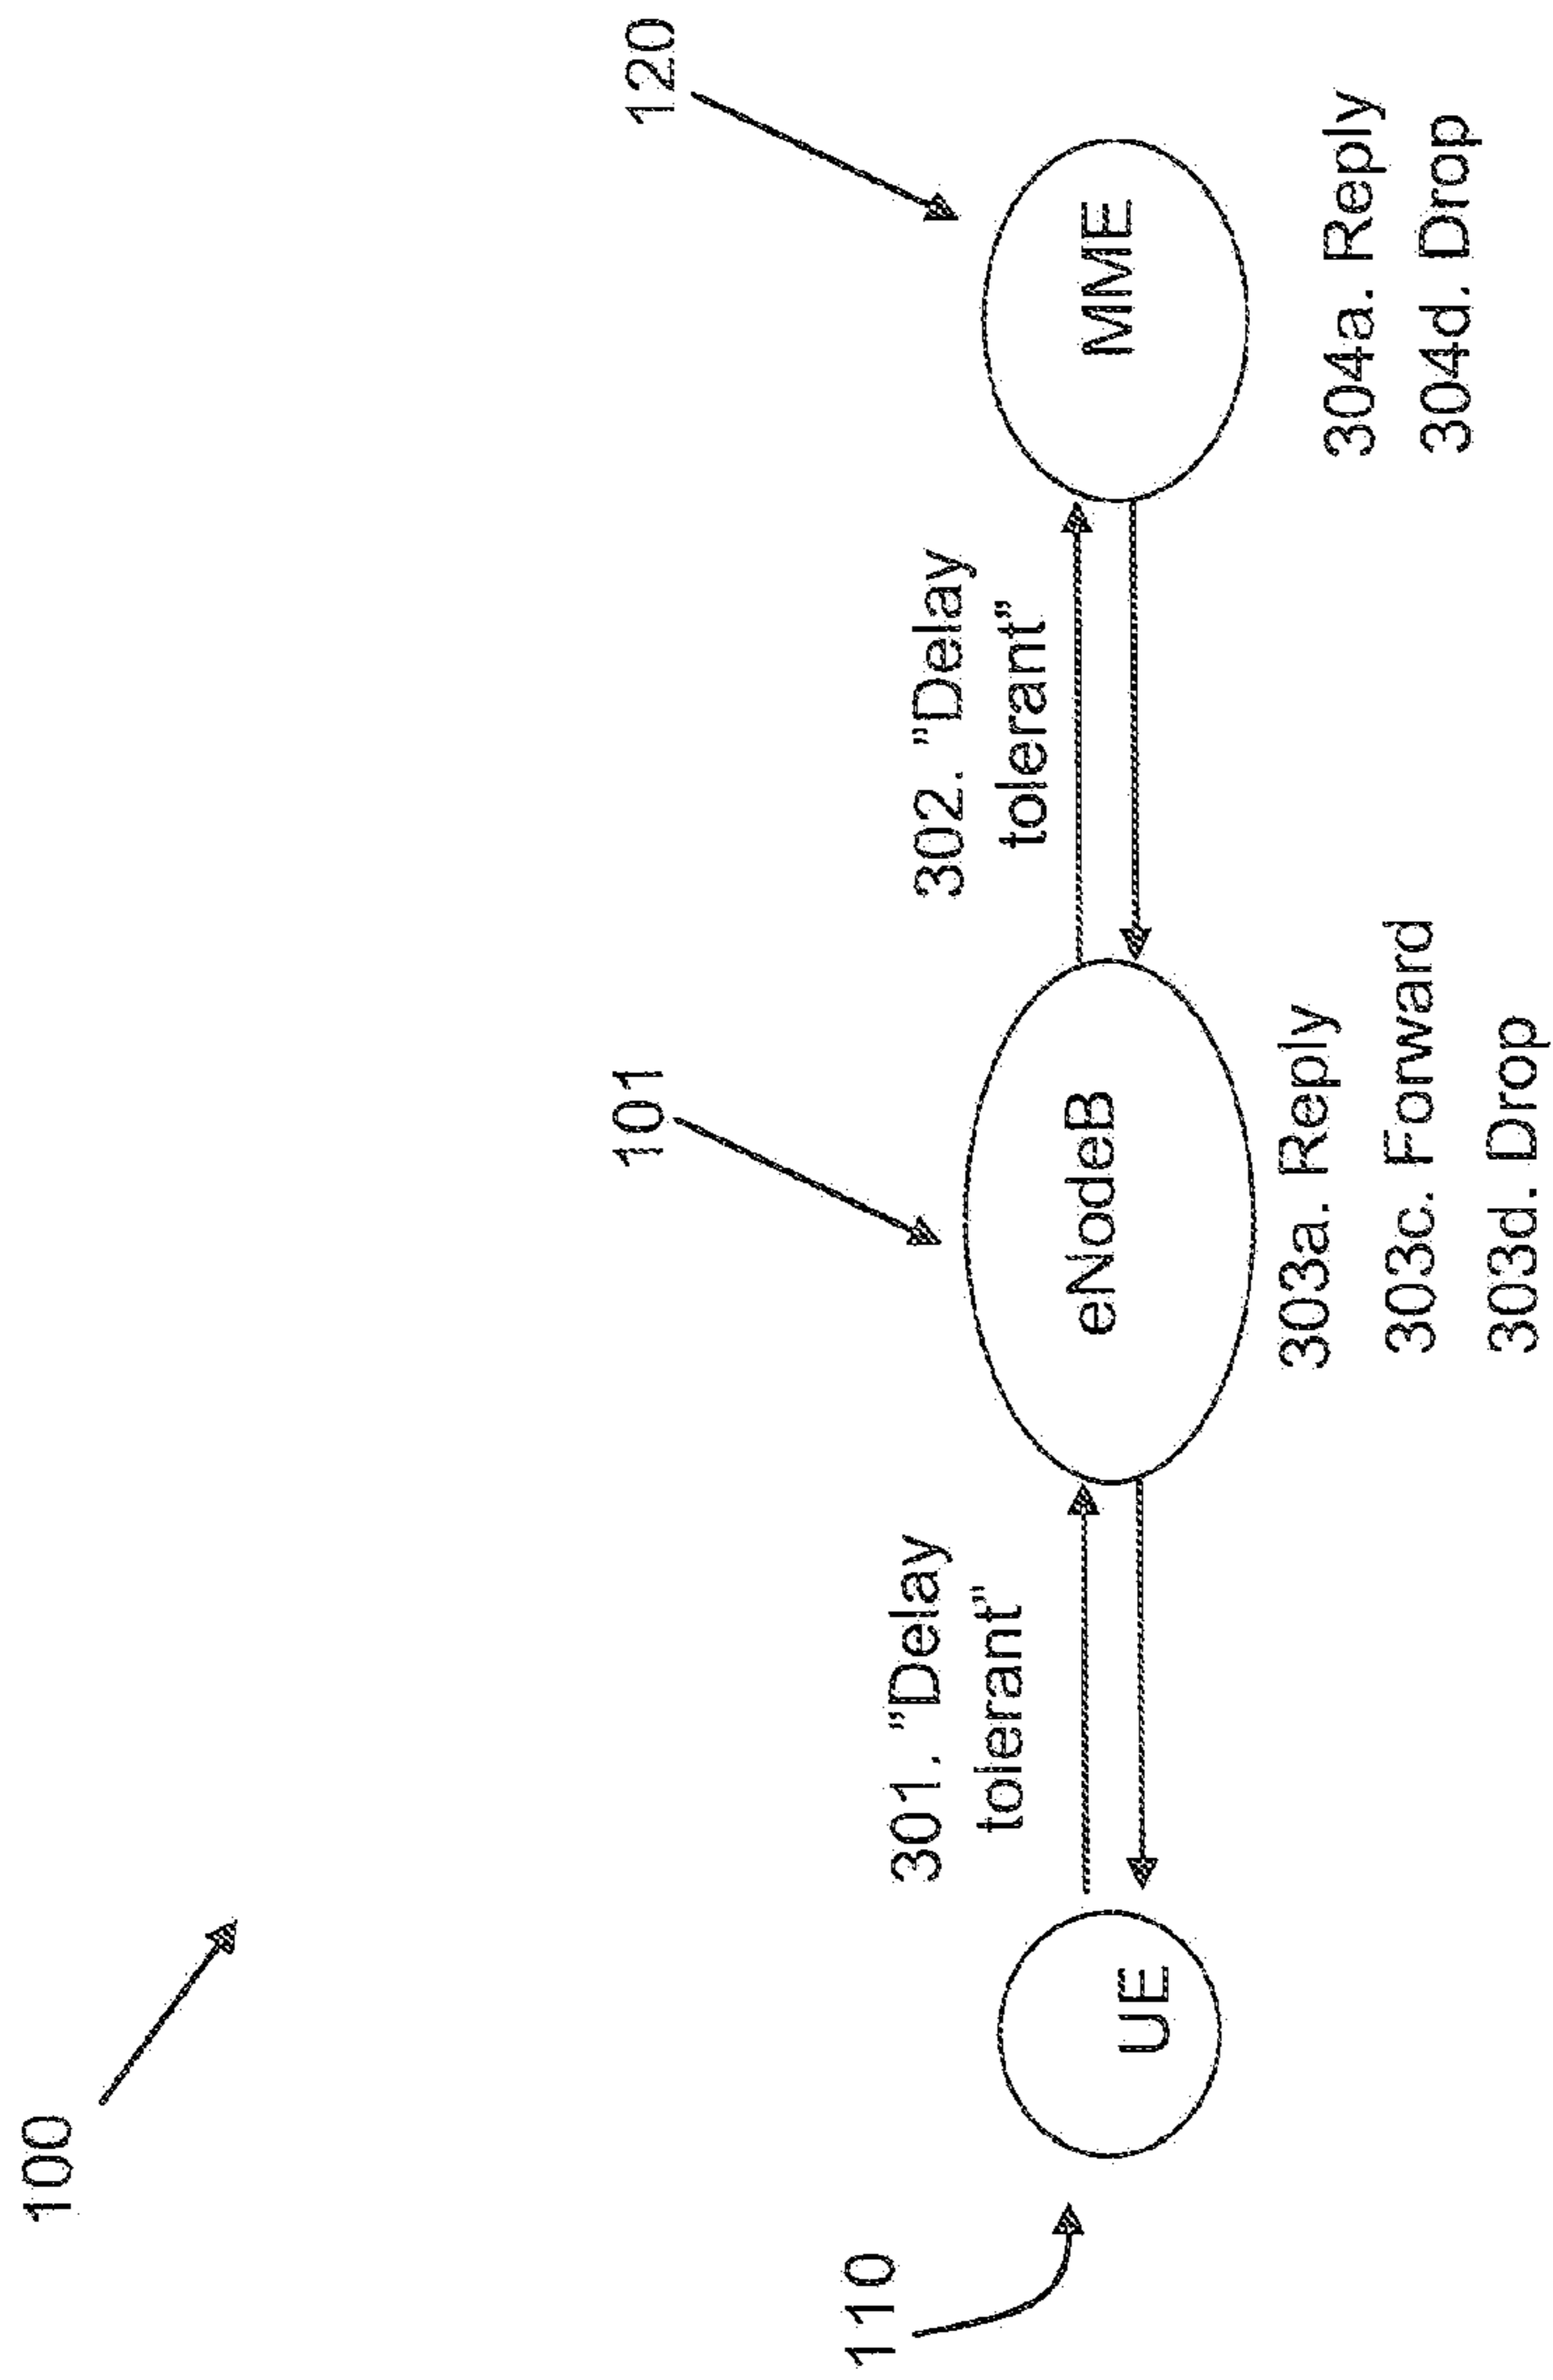 100
120
101
302. "Delay
tolerant"
301. "Delay
tolerant"
110
UE
eNodeB
MME
303a. Reply
303c. Forward
303d. Drop
304a. Reply
304d. Drop